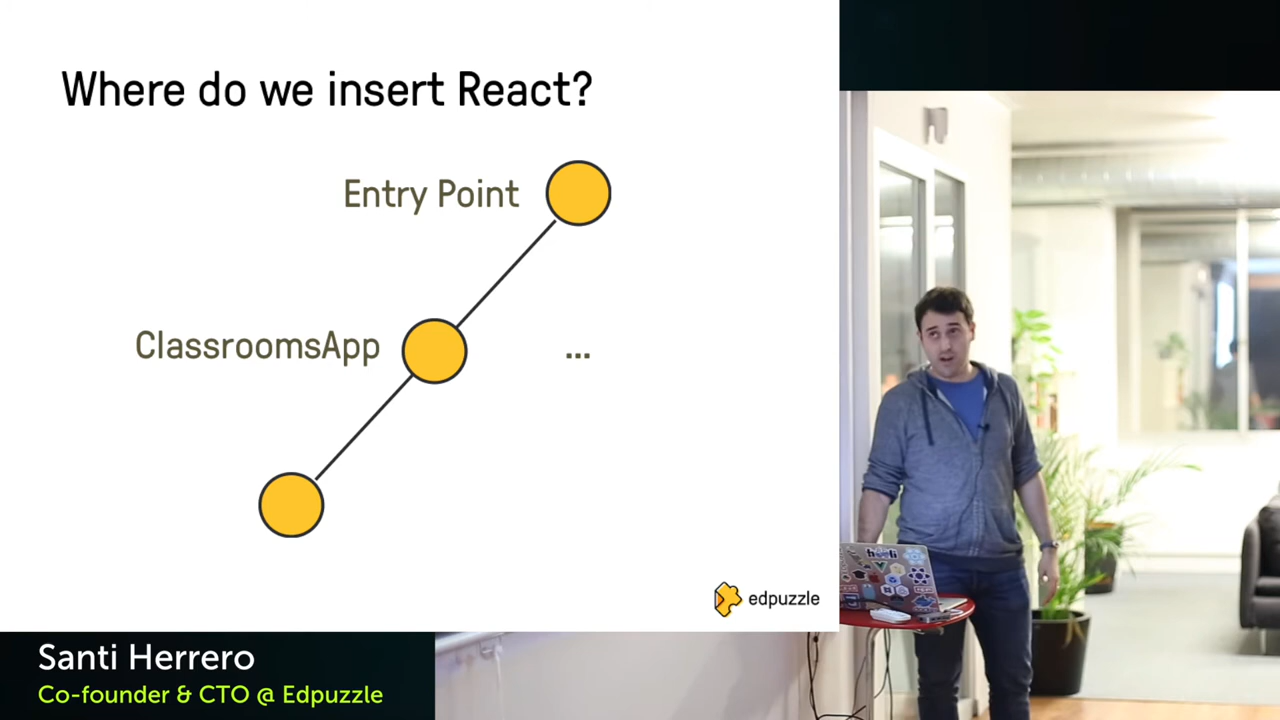 Where do we insert React?
Entry Point
ClassroomsApp
...
edpuzzle
Santi Herrero
Co-founder & CTO @ Edpuzzle